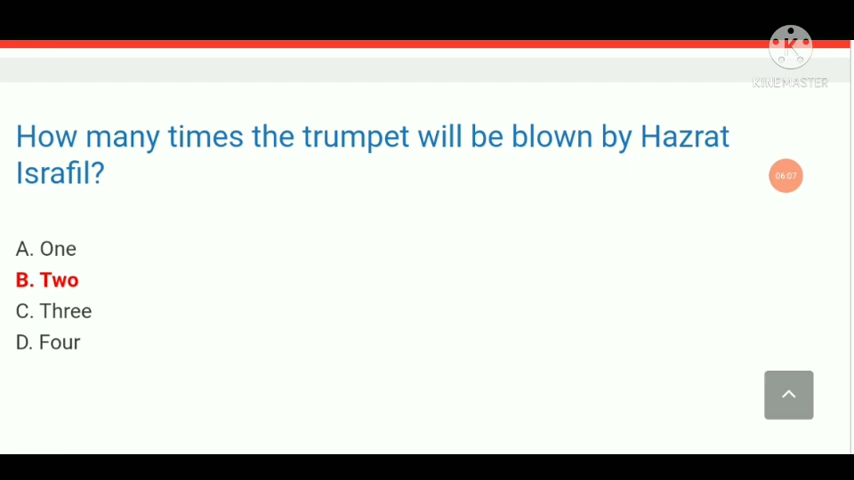 K
KINEMASTER
How many times the trumpet will be blown by Hazrat
Israfil?
06:07
A. One
B. Two
C. Three
D. Four